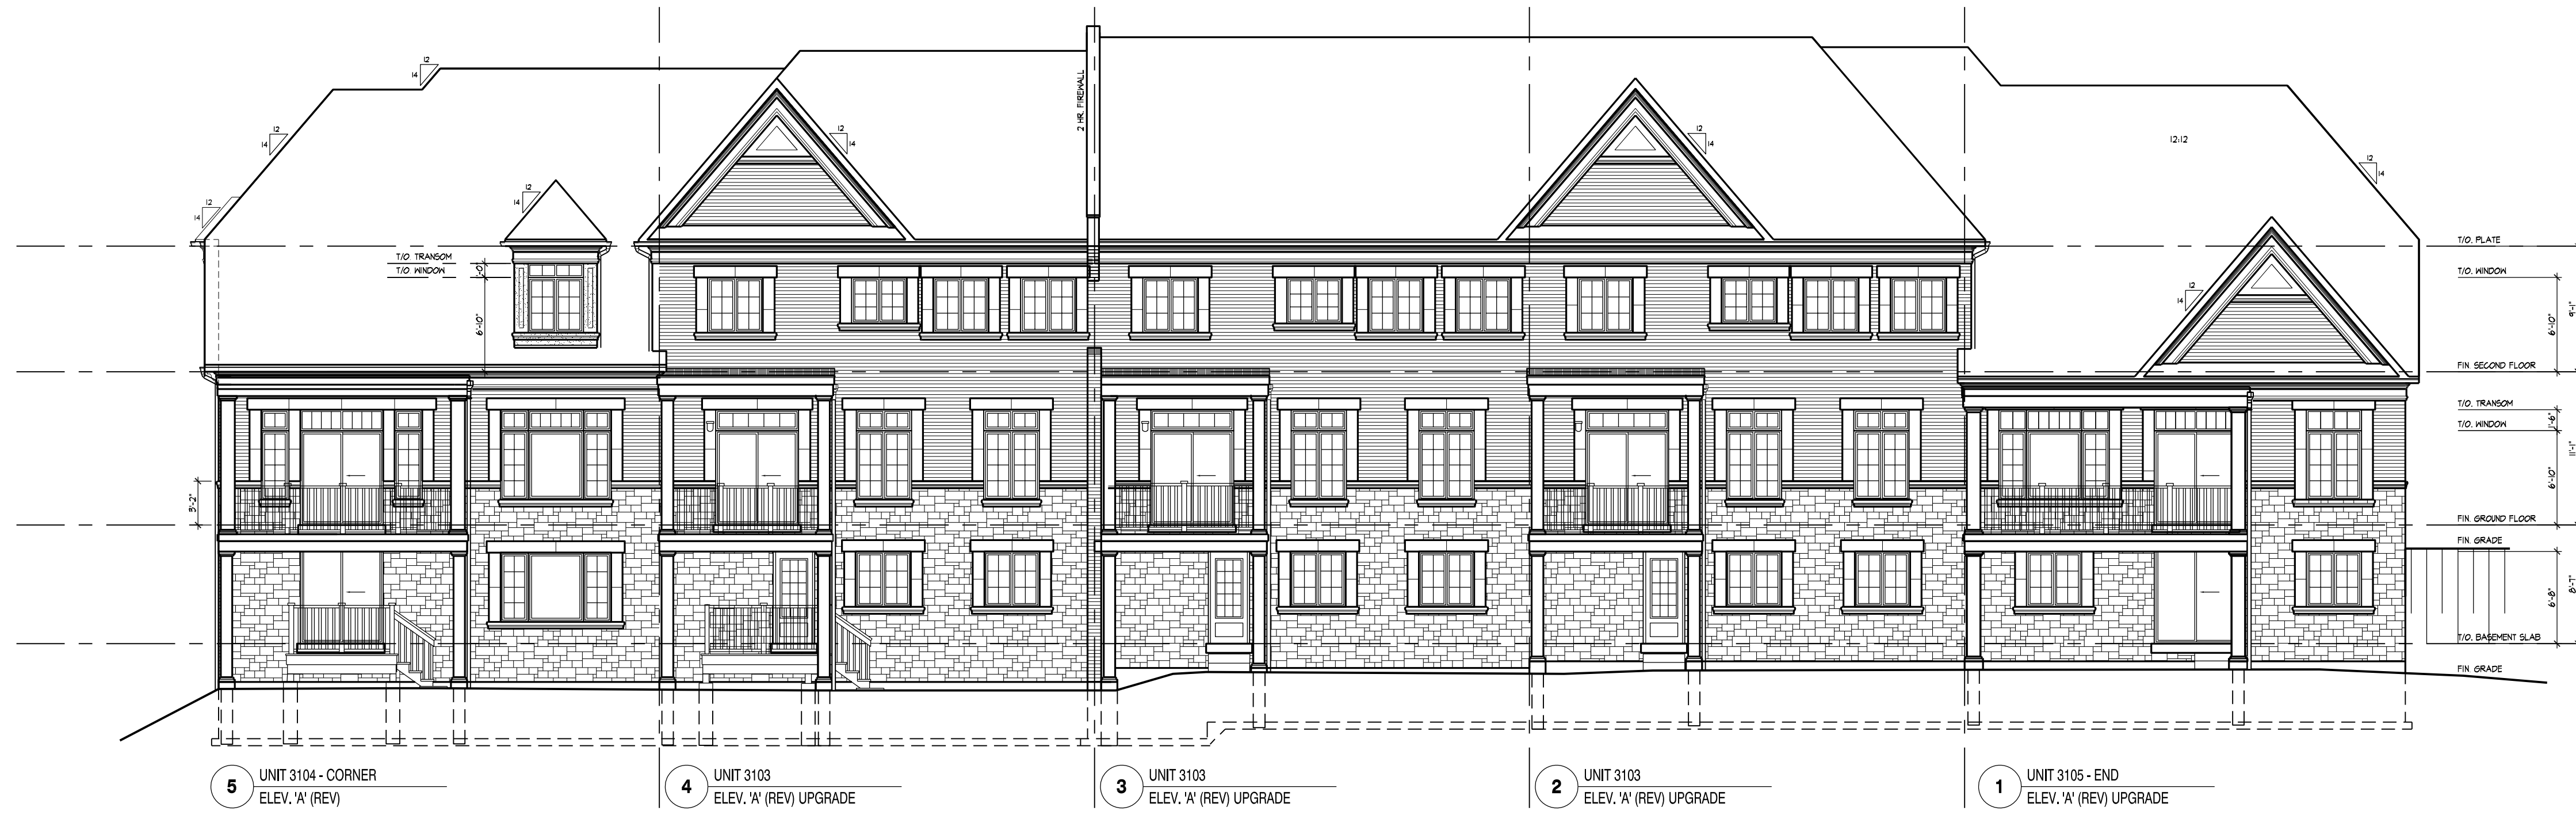 12
14
12
14
12
14
12
14
T/O. TRANSOM
T/O. WINDOW
1'-0"
6'-10"
3'-2"
12
14
2 HR. FIREWALL
12
14
12:12
12
14
12
14
T/O. PLATE
T/O. WINDOW
9'-1"
6'-10"
FIN. SECOND FLOOR
T/O. TRANSOM
1'-6"
T/O. WINDOW
11'-1"
6'-10"
FIN. GROUND FLOOR
FIN. GRADE
6'-8"
8'-7"
T/O. BASEMENT SLAB
FIN. GRADE
5
UNIT 3104 - CORNER
ELEV. 'A' (REV)
4
UNIT 3103
ELEV. 'A' (REV) UPGRADE
3
UNIT 3103
ELEV. 'A' (REV) UPGRADE
2
UNIT 3103
ELEV. 'A' (REV) UPGRADE
1
UNIT 3105 - END
ELEV. 'A' (REV) UPGRADE